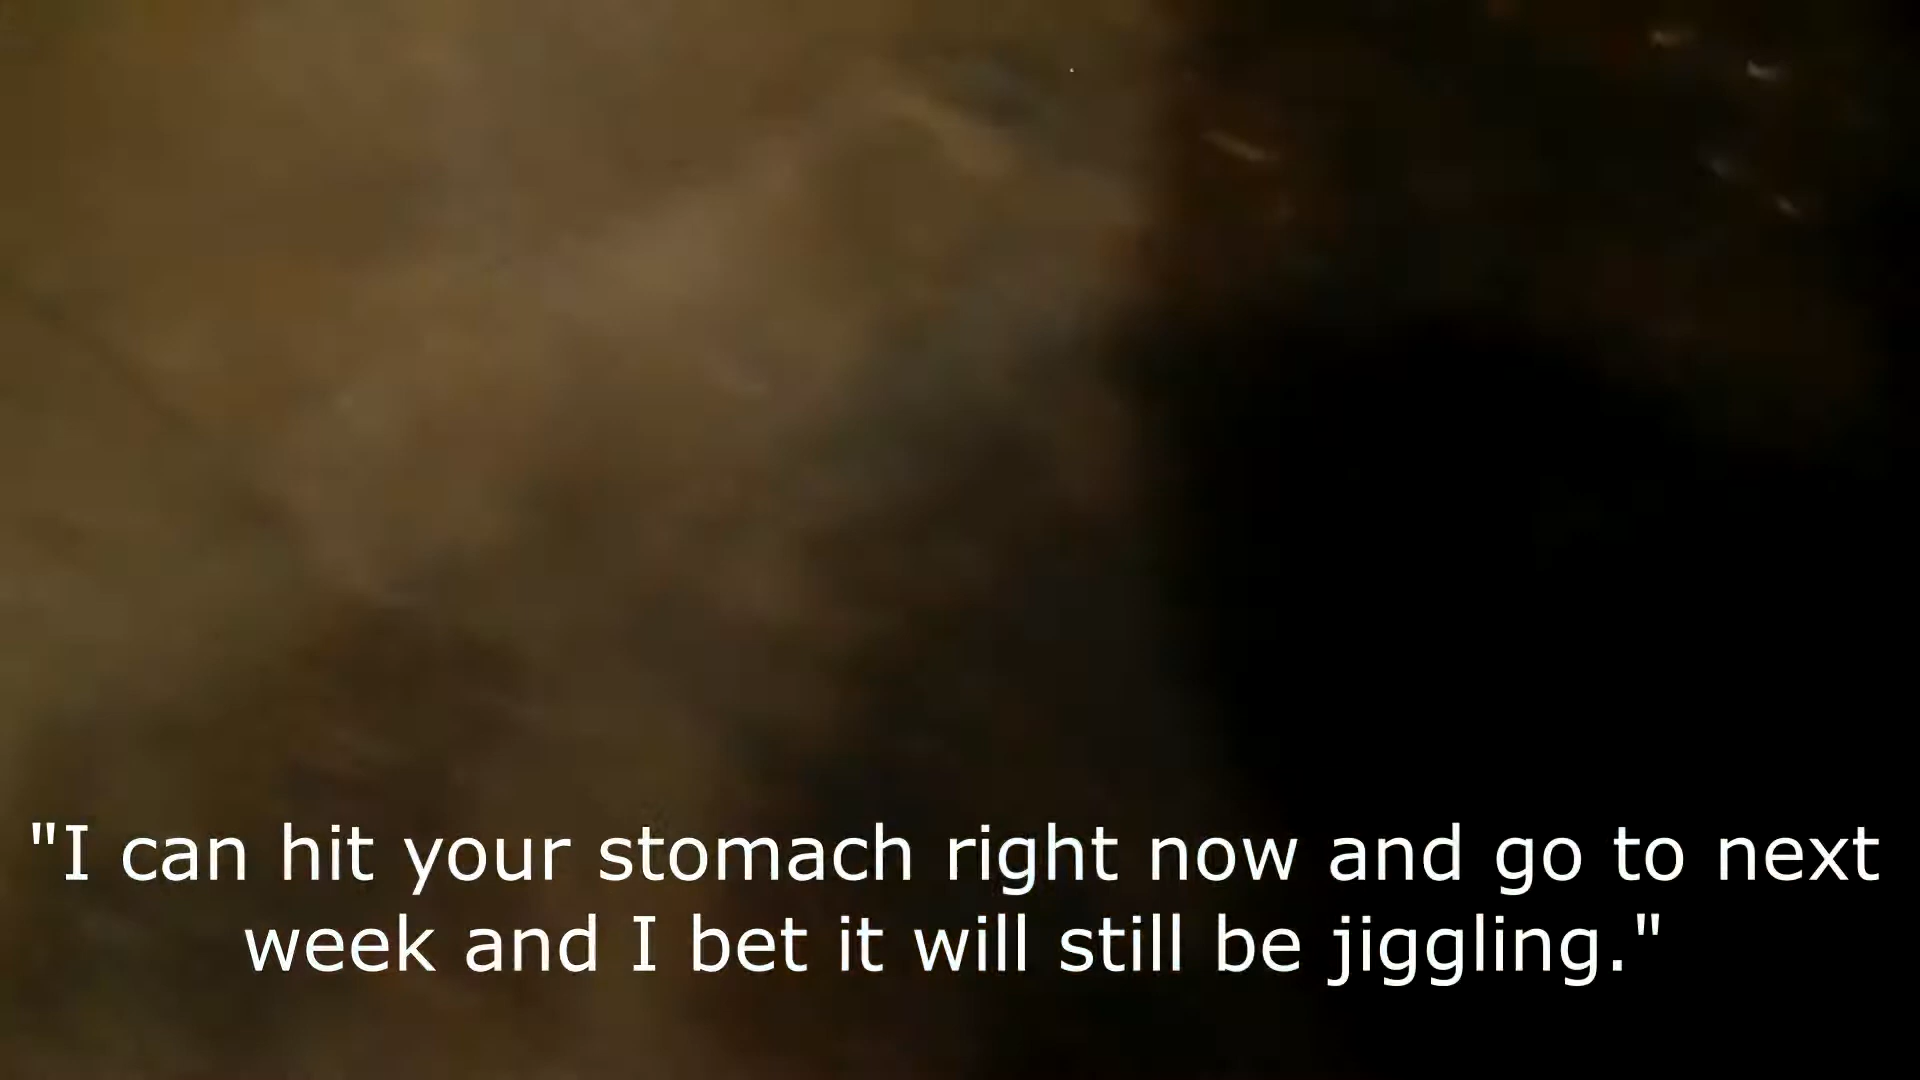 "I can hit your stomach right now and go to next
week and I bet it will still be jiggling."